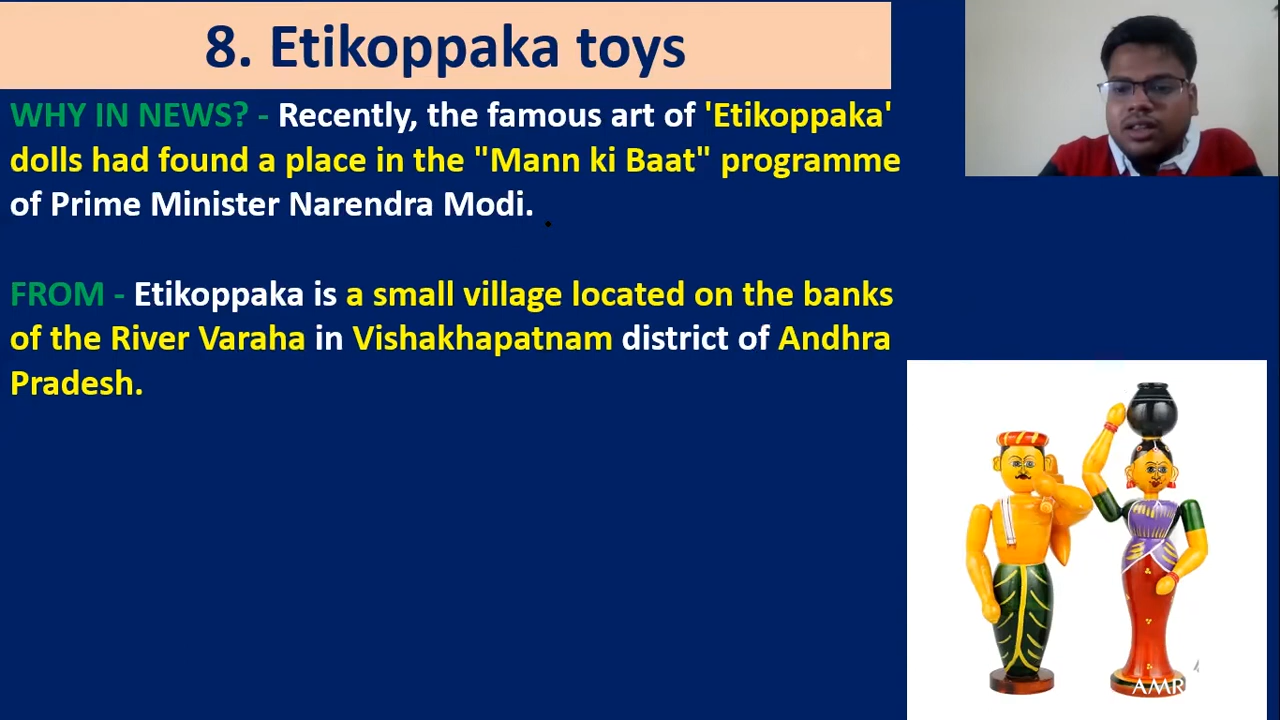 8. Etikoppaka toys
WHY IN NEWS? - Recently, the famous art of 'Etikoppaka'
dolls had found a place in the "Mann ki Baat" programme
of Prime Minister Narendra Modi.
FROM - Etikoppaka is a small village located on the banks
of the River Varaha in Vishakhapatnam district of Andhra
Pradesh.
AMR